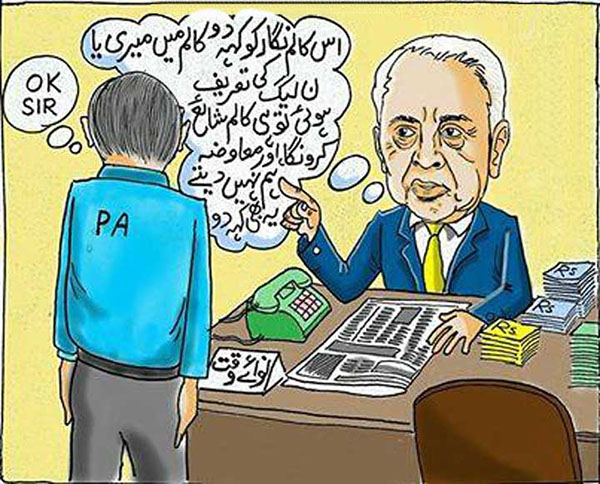 اس کالم نگار کو کہہ دو کالم میں میری یا
ن لیگ کی تعریف
ہوئی تو ہی کالم شائع
کرونگا، اور معاوضہ
ہم نہیں دیتے
یہ بھی کہہ دو
OK
SIR
PA
نوائے وقت
Rs
Rs
Rs